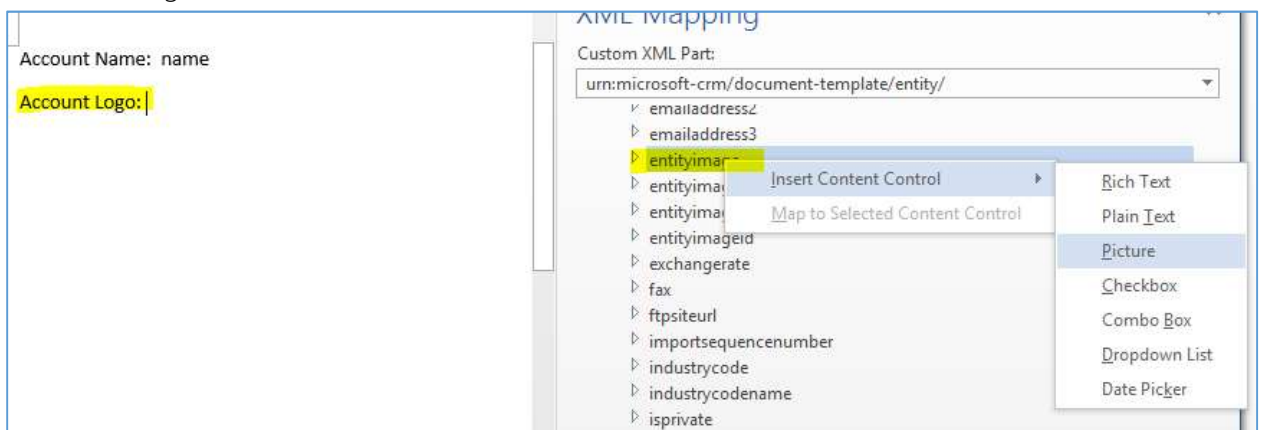 XML Mapping
Custom XML Part:
urn:microsoft-crm/document-template/entity/
Account Name: name
Account Logo:
emailaddress2
emailaddress3
entityimage
entityimag
entityimag
entityimageid
exchangerate
fax
ftpsiteurl
importsequencenumber
industrycode
industrycodename
isprivate
Insert Content Control
Map to Selected Content Control
Rich Text
Plain Text
Picture
Checkbox
Combo Box
Dropdown List
Date Picker